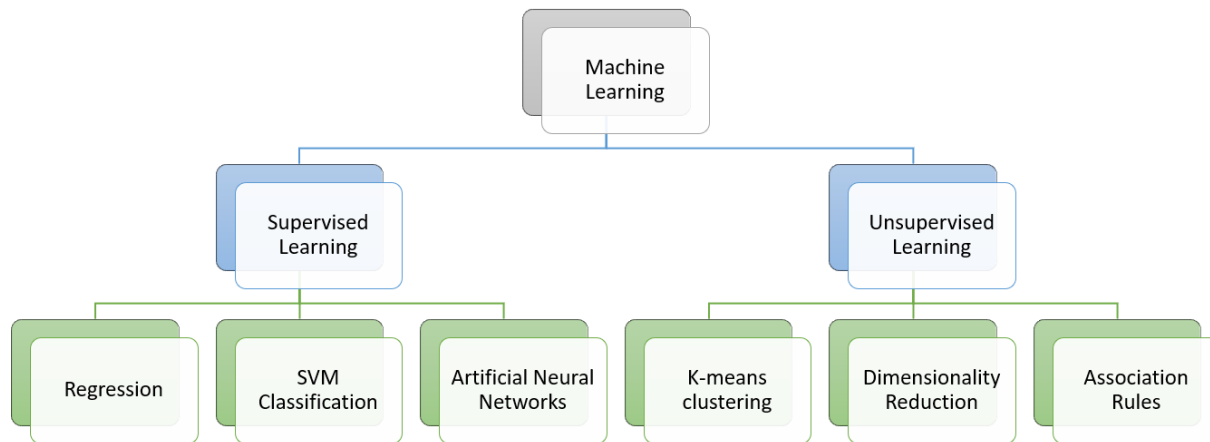 Machine
Learning
Supervised
Learning
Unsupervised
Learning
Regression
SVM
Classification
Artificial Neural
Networks
K-means
clustering
Dimensionality
Reduction
Association
Rules